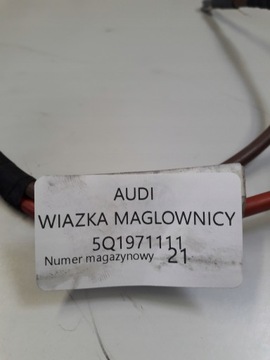 AUDI
WIAZKA MAGLOWNICY
5Q1971111
Numer magazynowy 21